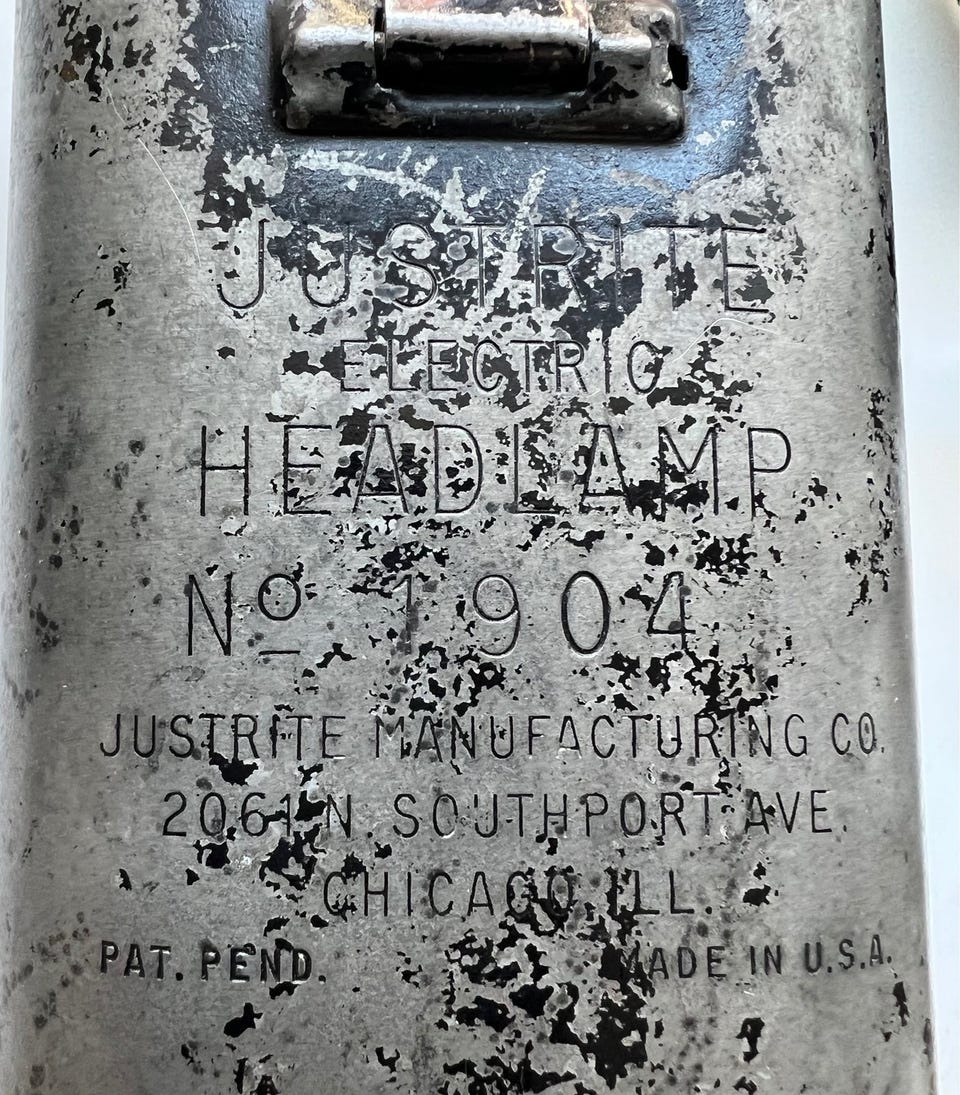 JUSTRITE
ELECTRIC
HEADLAMP
Nº 1904
JUSTRITE MANUFACTURING CO.
2061 N. SOUTHPORT AVE.
CHICAGO ILL.
PAT. PEND. MADE IN U.S.A.